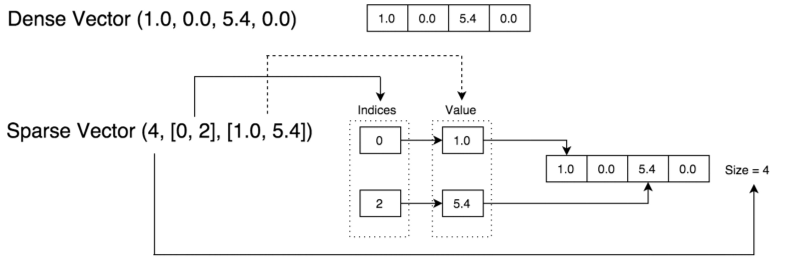 Dense Vector (1.0, 0.0, 5.4, 0.0)
1.0 0.0 5.4 0.0
Indices Value
Sparse Vector (4, [0, 2], [1.0, 5.4])
0 1.0
1.0 0.0 5.4 0.0 Size = 4
2 5.4